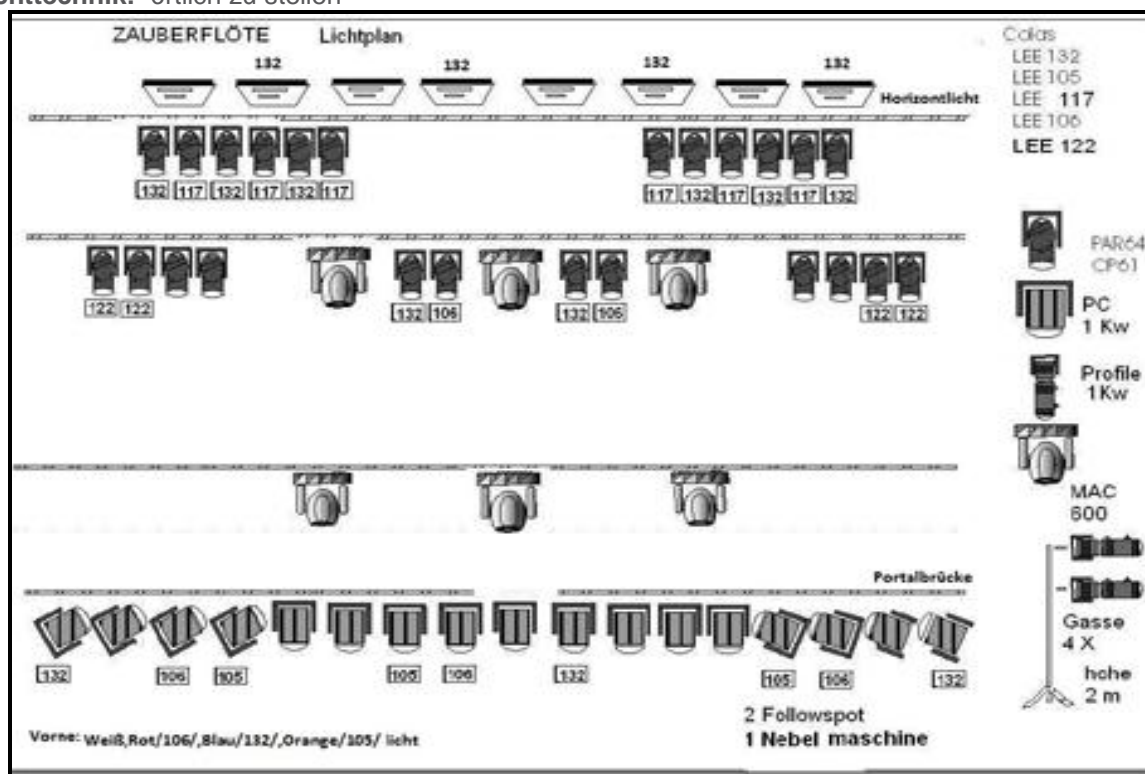 örtlich zu stellen
ZAUBERFLÖTE Lichtplan
132 132 132 132
Horizontlicht
132 117 132 117 132 117 117 132 117 132 117 132
122 122 132 106 132 106 122 122
Portalbrücke
132 106 105 105 106 132 105 106 132
2 Followspot
1 Nebel maschine
Vorne: Weiß,Rot/106/,Blau/132/,Orange/105/ licht
LEE 132
LEE 105
LEE 117
LEE 106
LEE 122
PAR64
CP61
PC
1 Kw
Profile
1Kw
MAC
600
Gasse
4 X
hohe
2 m